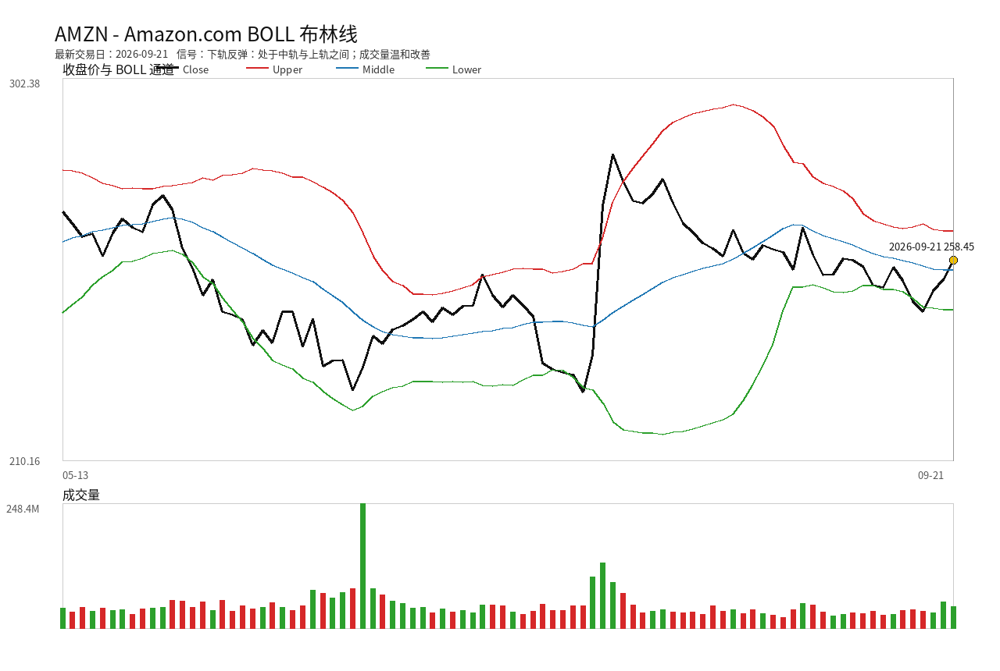 AMZN - Amazon.com BOLL 布林线
最新交易日：2026-09-21 信号：下轨反弹：处于中轨与上轨之间；成交量温和改善
收盘价与 BOLL 通道 Close Upper Middle Lower
302.38
2026-09-21 258.45
210.16
05-13 09-21
成交量
248.4M